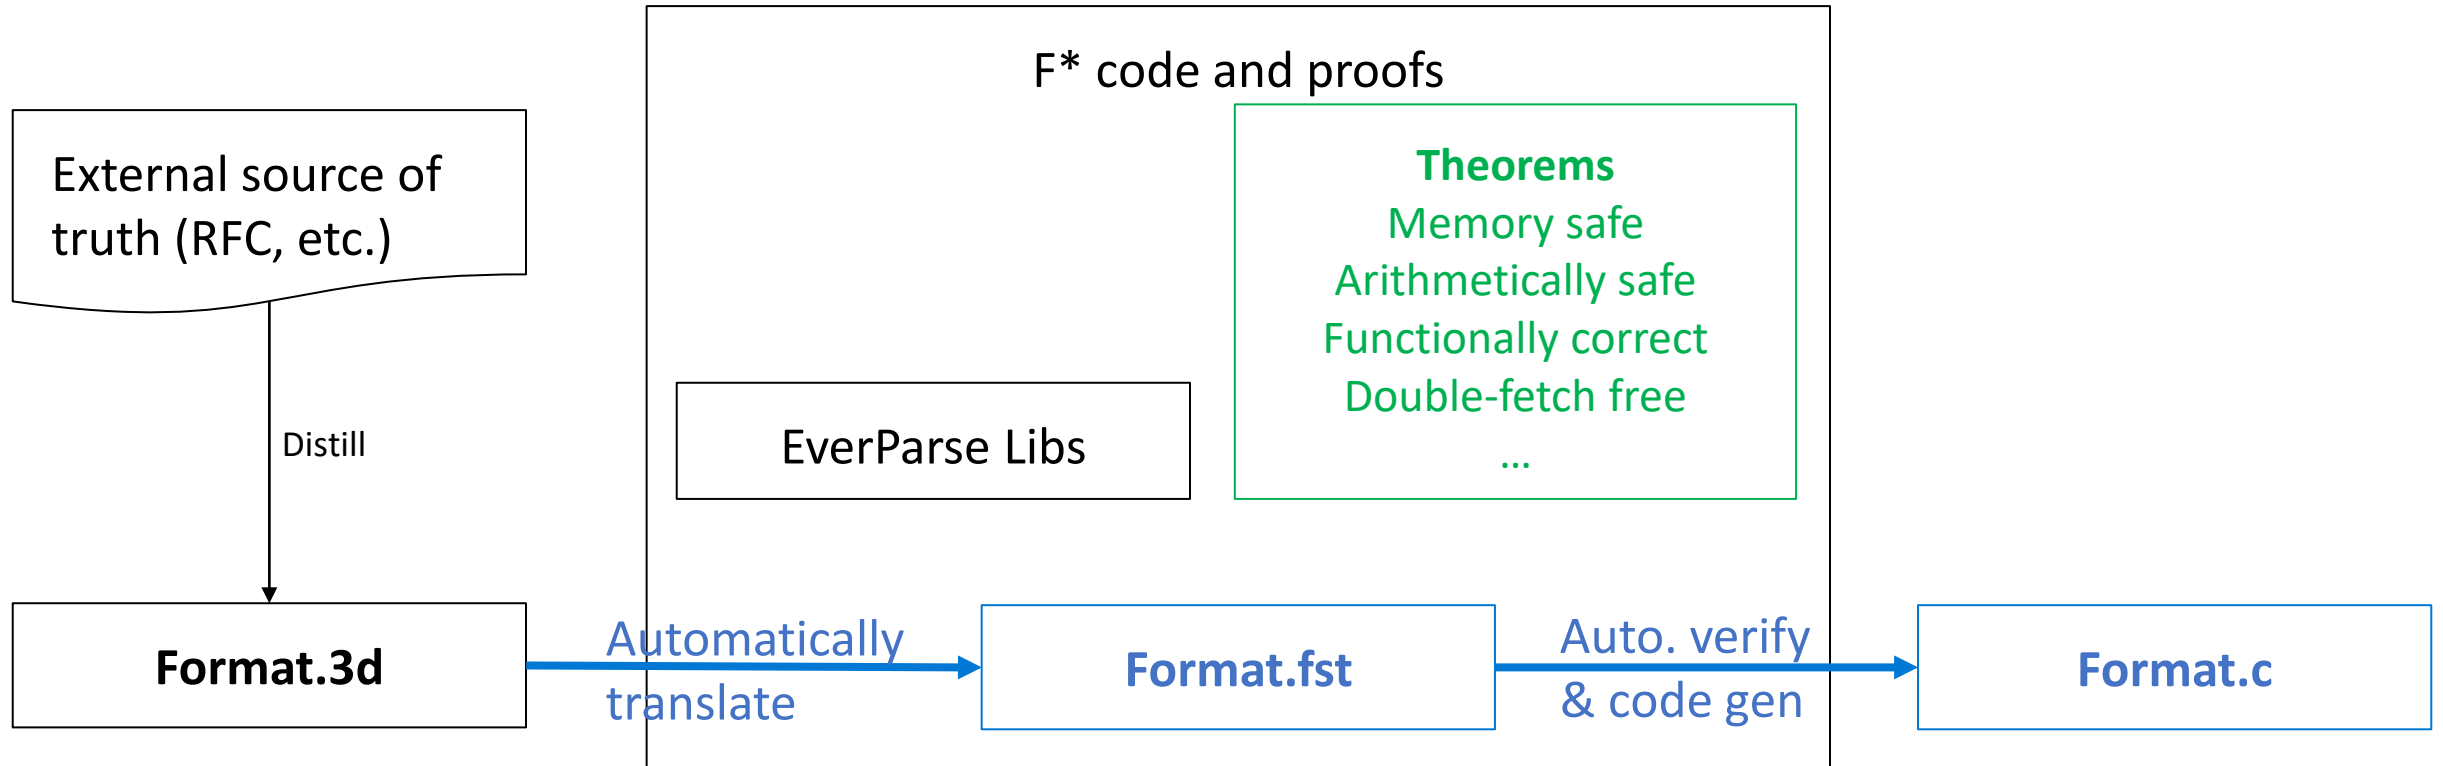 F* code and proofs
External source of
truth (RFC, etc.)
Theorems
Memory safe
Arithmetically safe
Functionally correct
Double-fetch free
...
EverParse Libs
Distill
Format.3d
Automatically
translate
Format.fst
Auto. verify
& code gen
Format.c